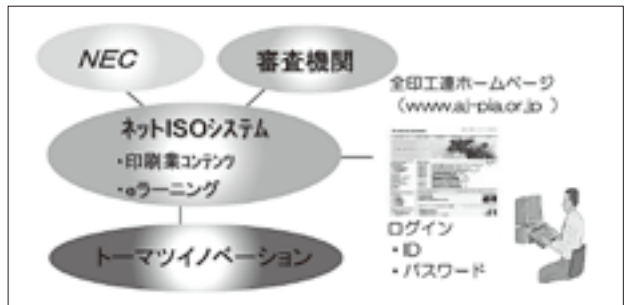 NEC
審査機関
全印工連ホームページ
（www.aj-pia.or.jp ）
ネットISOシステム
・印刷業コンテンツ
・eラーニング
トーマツイノベーション
ログイン
・ID
・パスワード